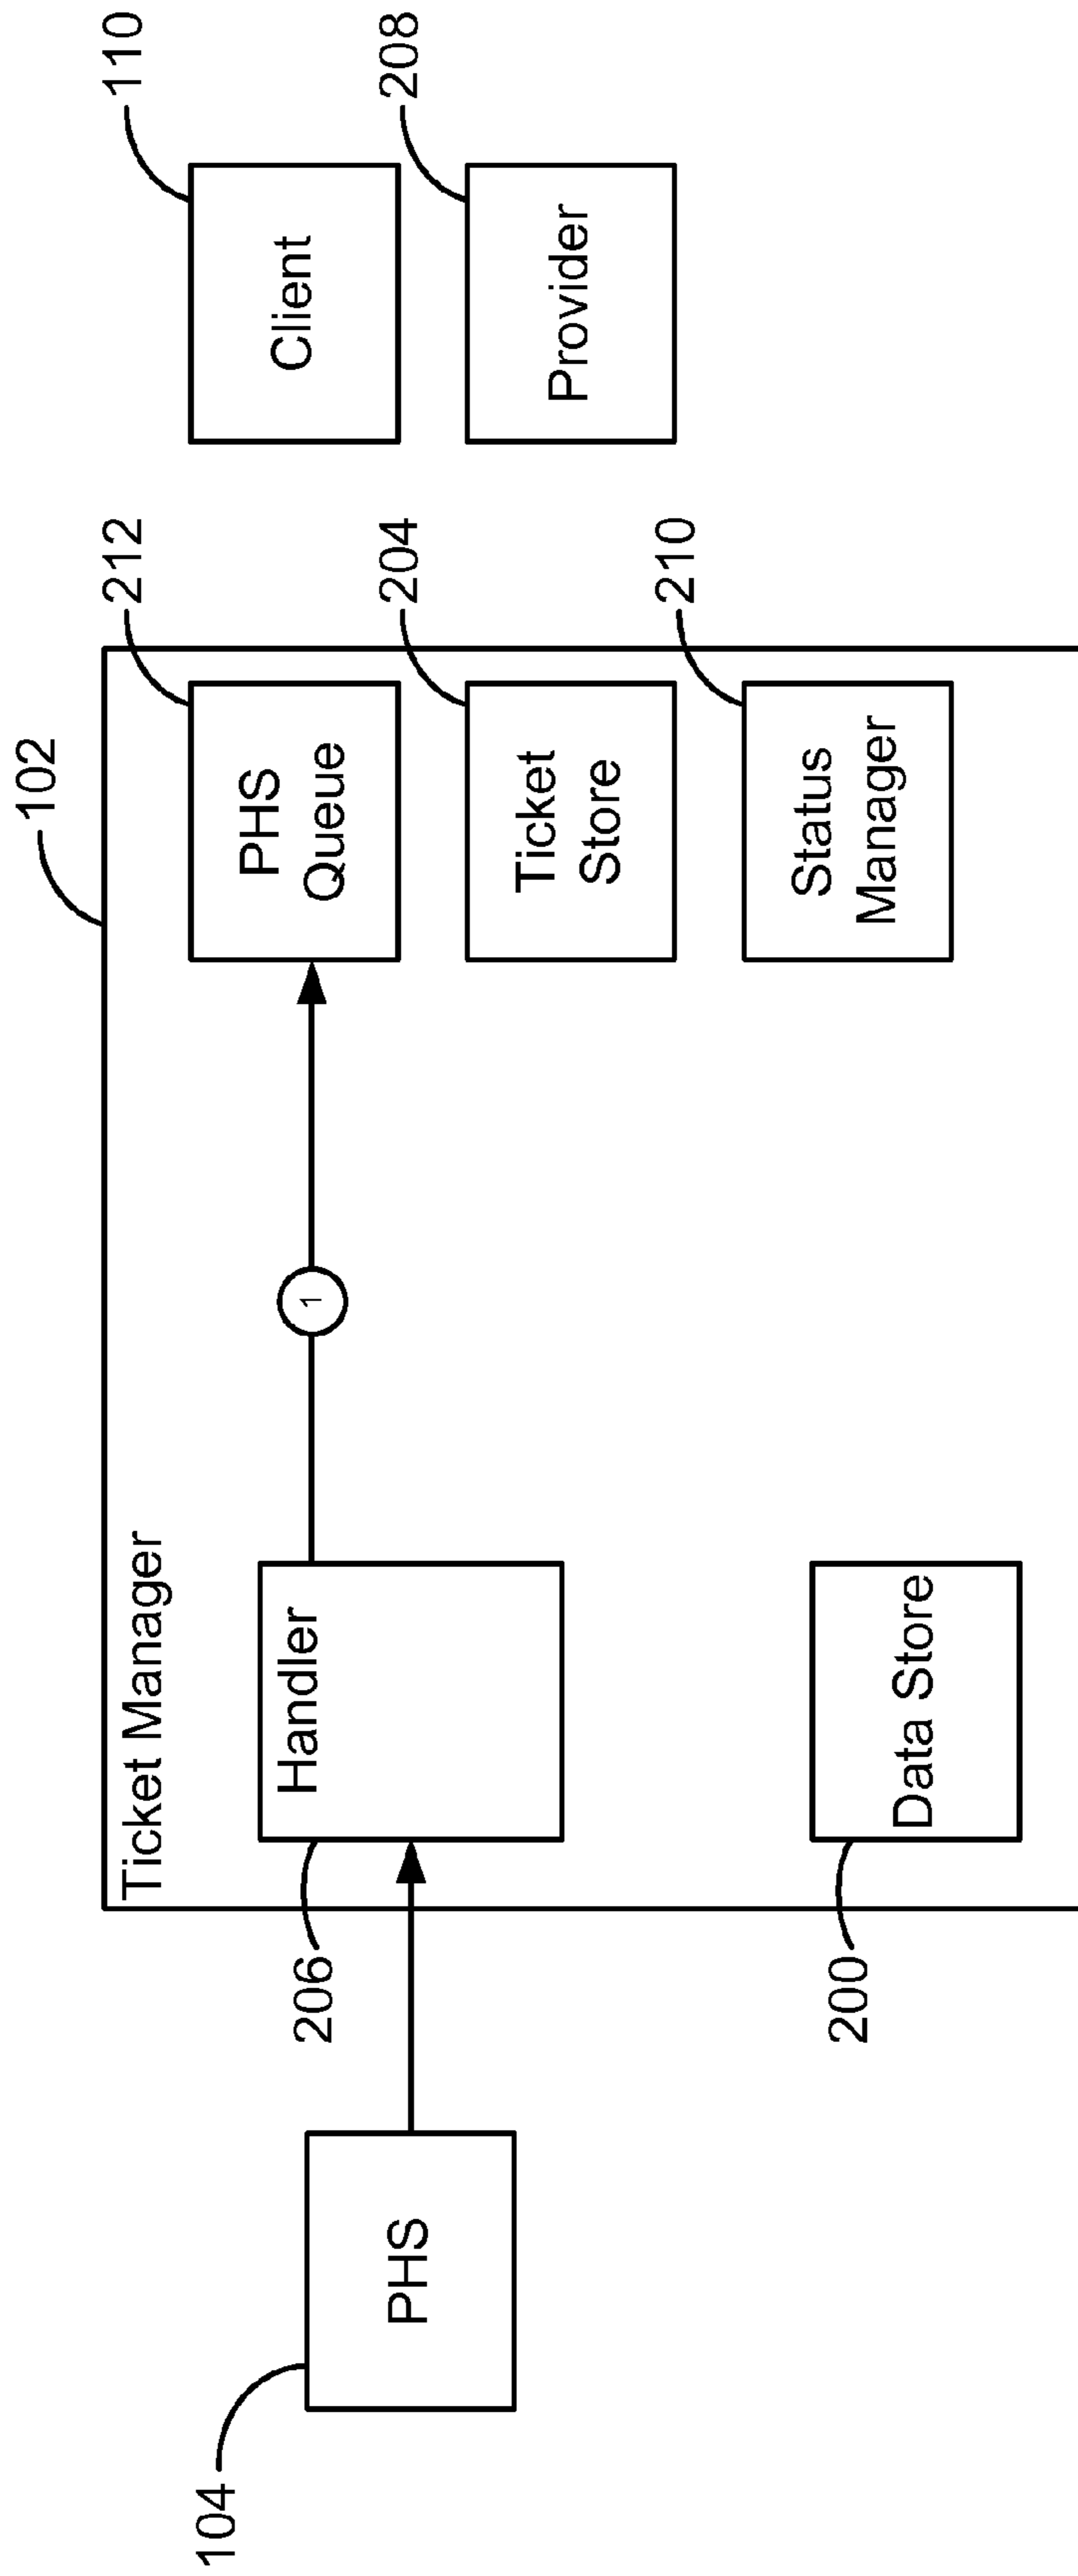 102
Ticket Manager
104
PHS
206
Handler
1
212
PHS
Queue
110
Client
204
Ticket
Store
208
Provider
200
Data Store
210
Status
Manager